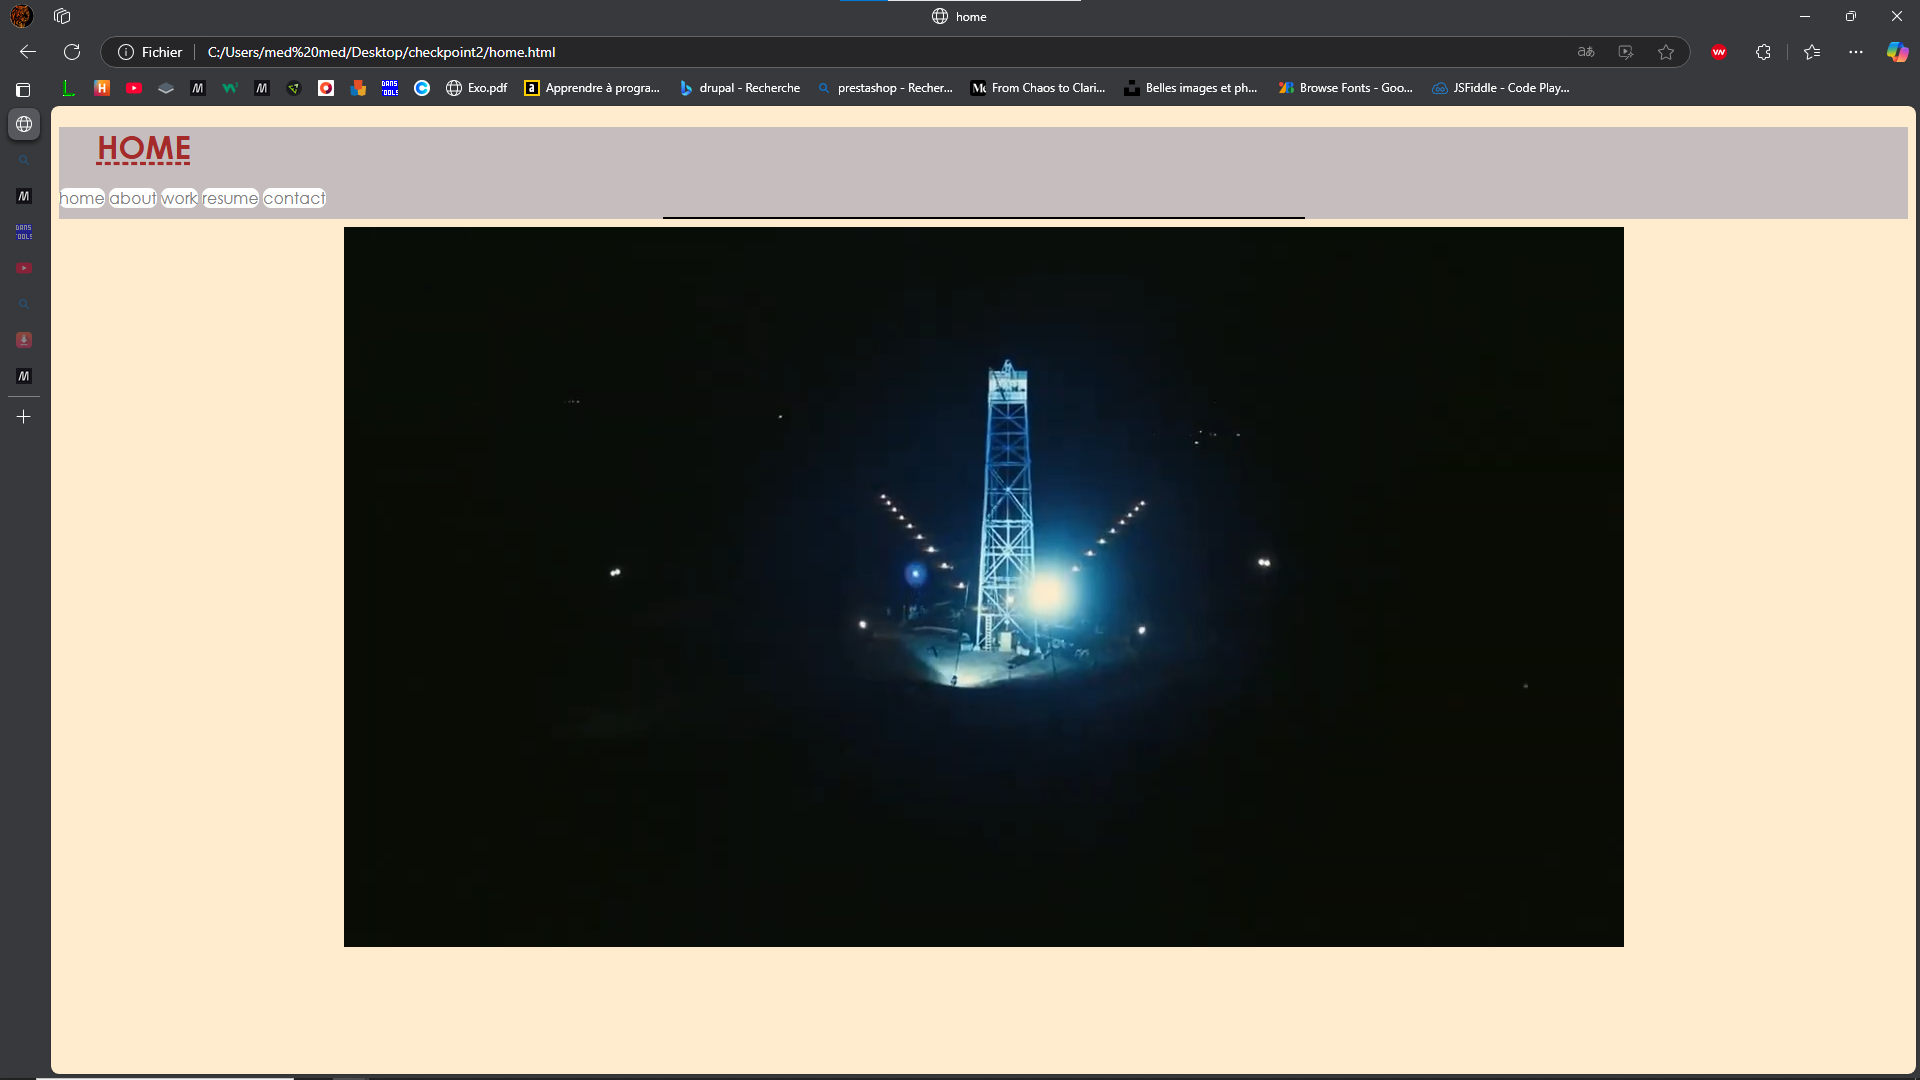 home
Fichier
C:/Users/med%20med/Desktop/checkpoint2/home.html
Exo.pdf
Apprendre à progra...
drupal - Recherche
prestashop - Recher...
From Chaos to Clari...
Belles images et ph...
Browse Fonts - Goo...
JSFiddle - Code Play...
HOME
home about work resume contact